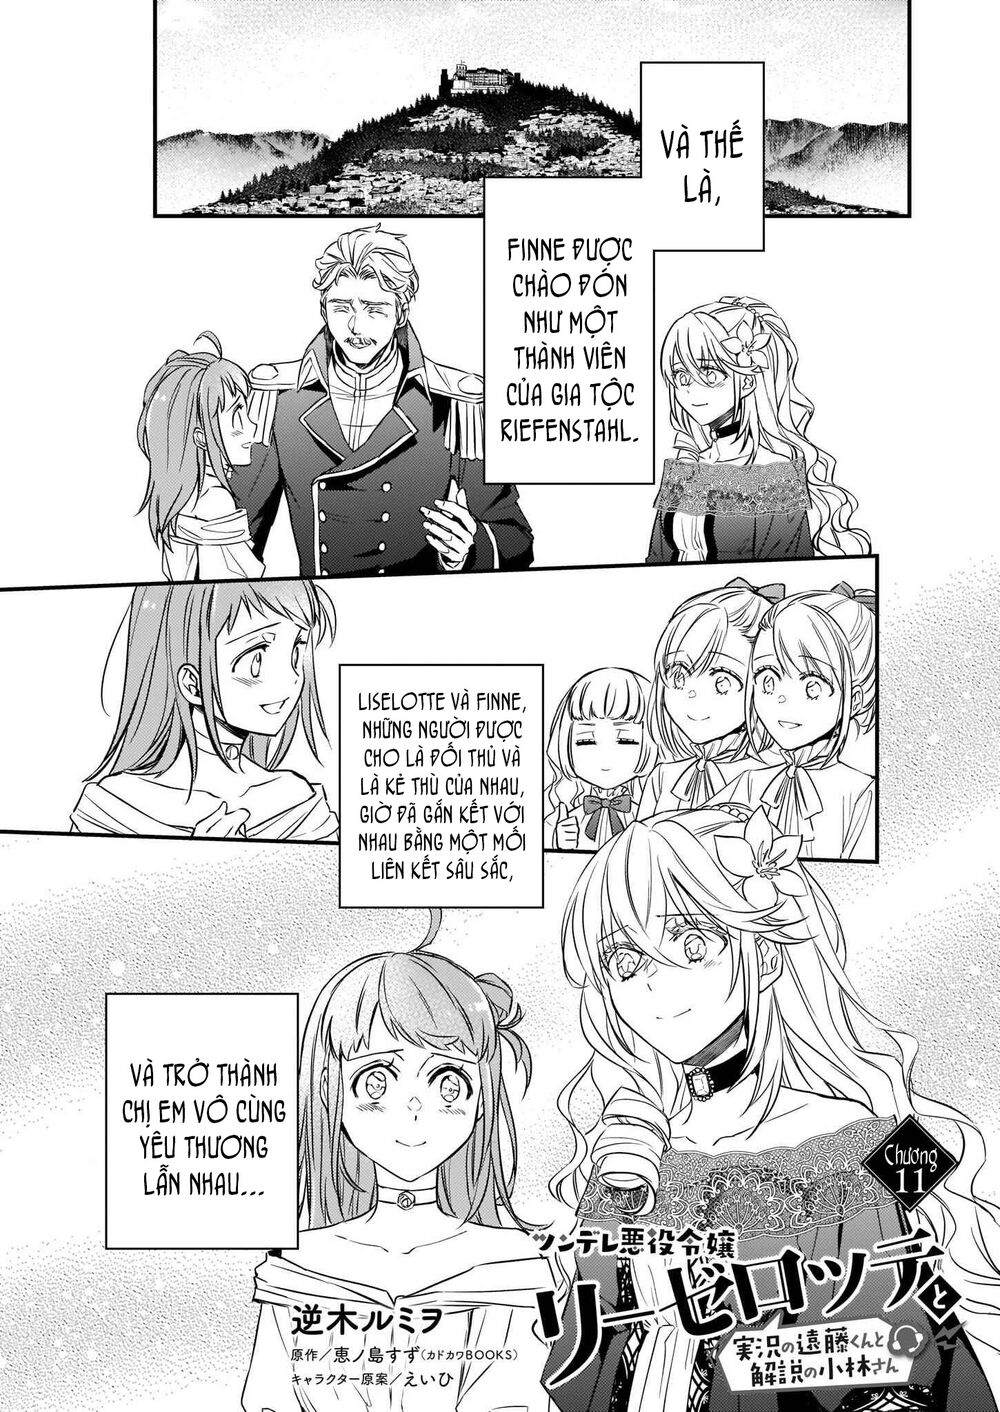 VÀ THẾ
LÀ,
FINNE ĐƯỢC
CHÀO ĐÓN
NHƯ MỘT
THÀNH VIÊN
CỦA GIA TỘC
RIEFENSTAHL.
LISELOTTE VÀ FINNE,
NHỮNG NGƯỜI ĐƯỢC
CHO LÀ ĐỐI THỦ VÀ
LÀ KẺ THÙ CỦA NHAU,
GIỜ ĐÃ GẮN KẾT VỚI
NHAU BẰNG MỘT MỐI
LIÊN KẾT SÂU SẮC,
VÀ TRỞ THÀNH
CHỊ EM VÔ CÙNG
YÊU THƯƠNG
LẪN NHAU...
Chương
11
ツンデレ悪役令嬢
リーゼロッテと
実況の遠藤くんと
解説の小林さん
逆木ルミヲ
原作／恵ノ島すず（カドカワBOOKS）
キャラクター原案／えいひ